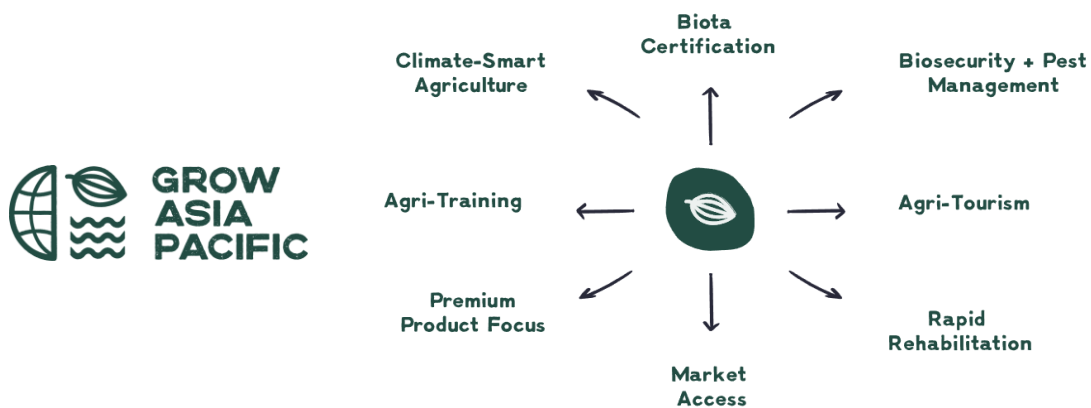 GROW
ASIA
PACIFIC
Biota
Certification
Climate-Smart
Agriculture
Biosecurity + Pest
Management
Agri-Training
Agri-Tourism
Premium
Product Focus
Rapid
Rehabilitation
Market
Access